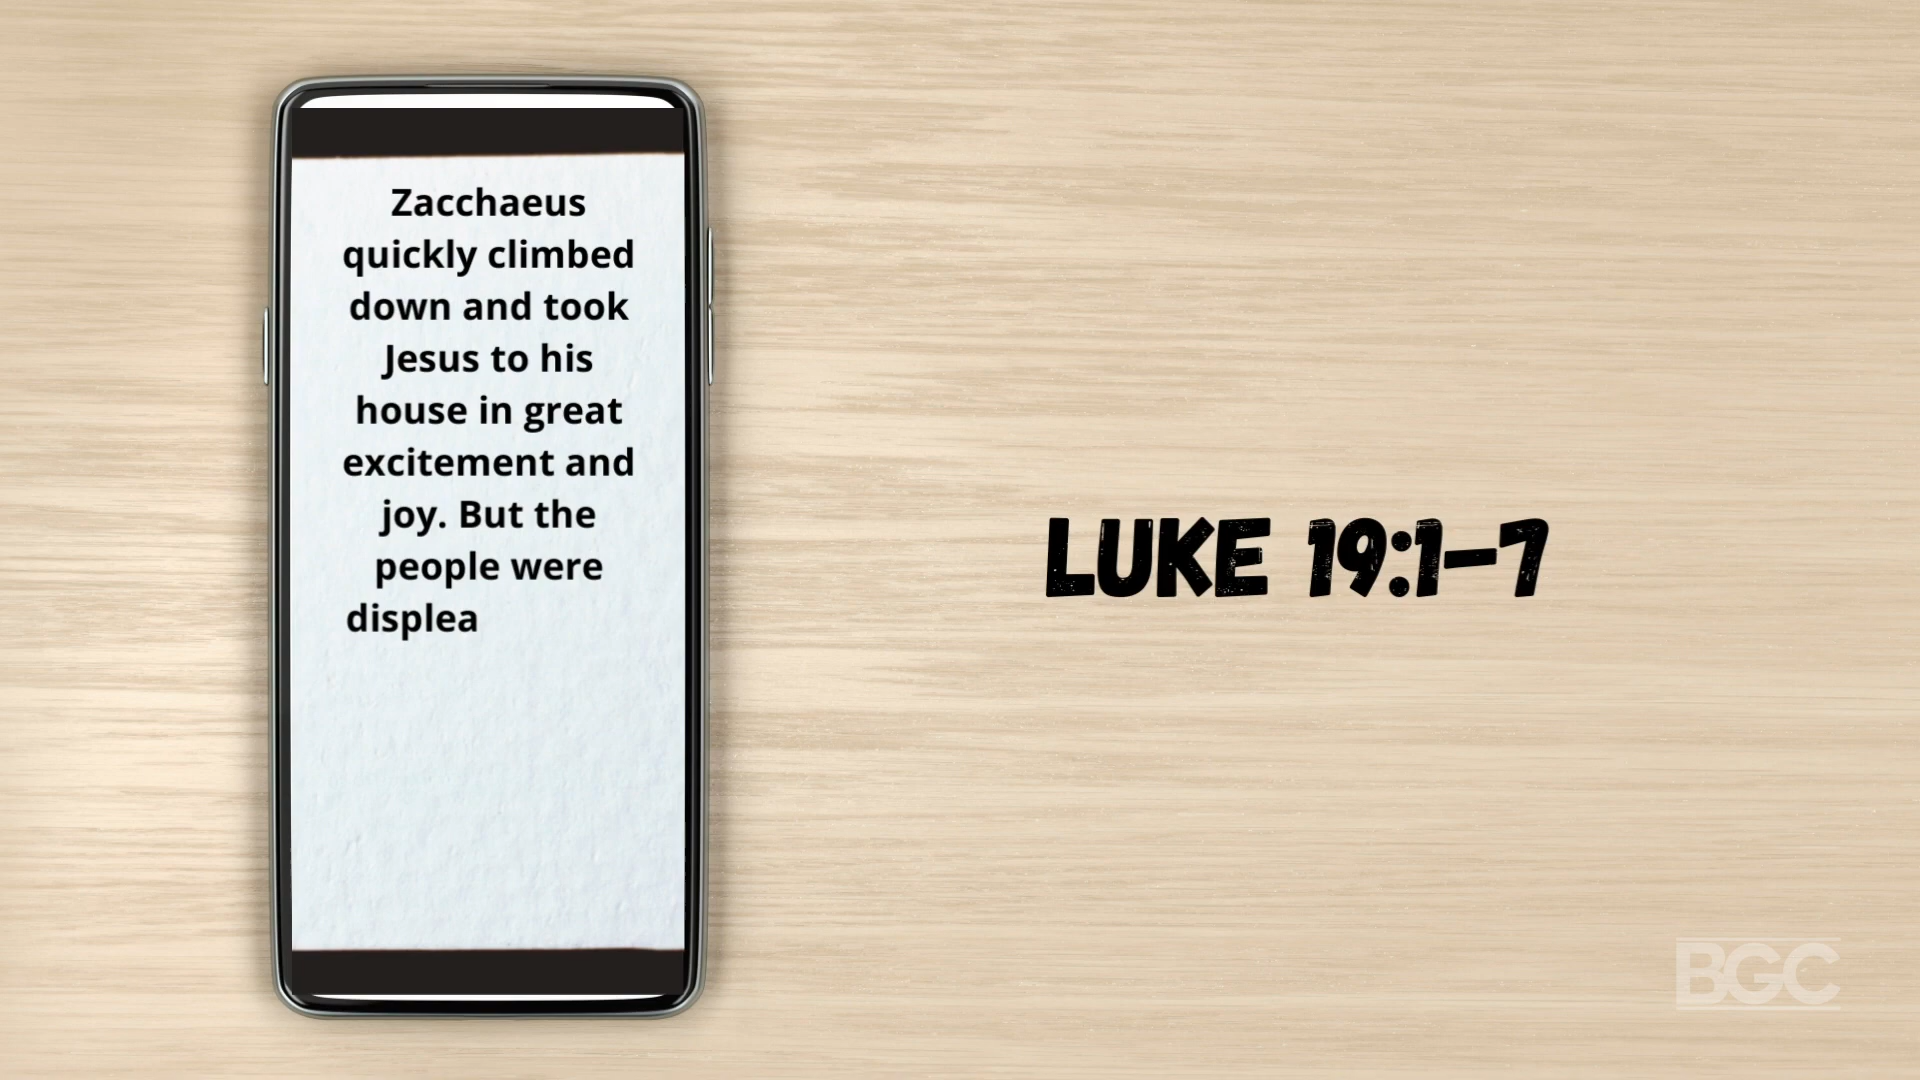 Zacchaeus
quickly climbed
down and took
Jesus to his
house in great
excitement and
joy. But the
people were
displea
LUKE 19:1–7
BGC